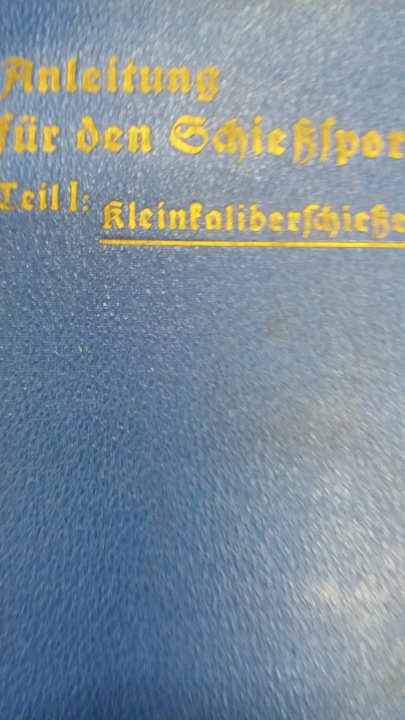 Anleitung
für den Schießspor
Teil I:
Kleinkaliberschieße